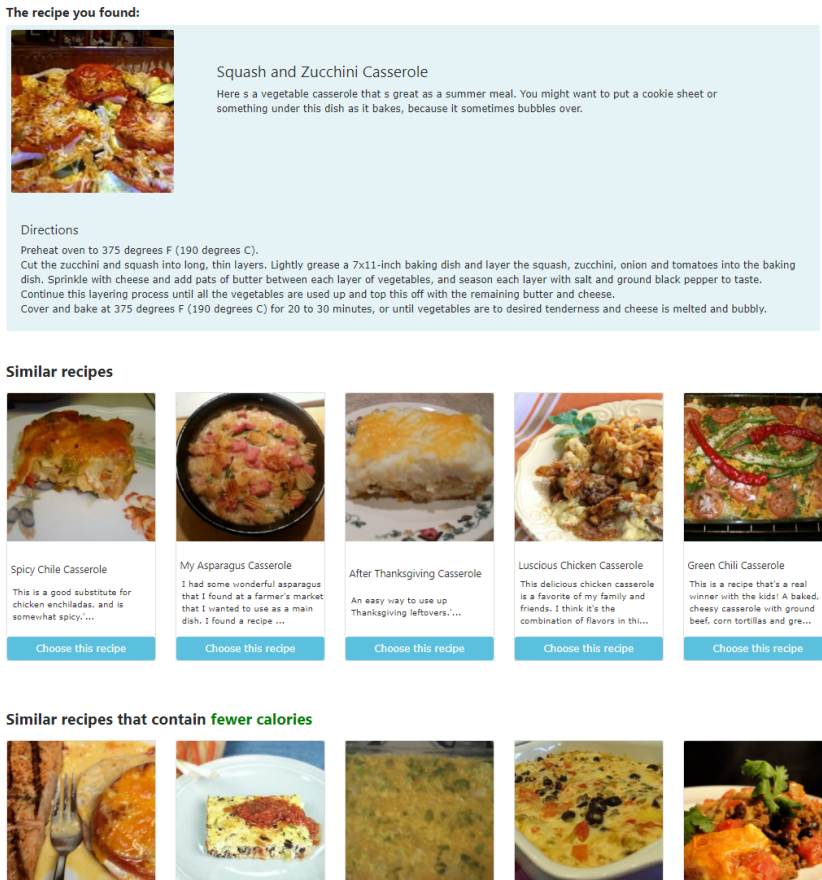 The recipe you found:
Squash and Zucchini Casserole
Here s a vegetable casserole that s great as a summer meal. You might want to put a cookie sheet or
something under this dish as it bakes, because it sometimes bubbles over.
Directions
Preheat oven to 375 degrees F (190 degrees C).
Cut the zucchini and squash into long, thin layers. Lightly grease a 7x11-inch baking dish and layer the squash, zucchini, onion and tomatoes into the baking
dish. Sprinkle with cheese and add pats of butter between each layer of vegetables, and season each layer with salt and ground black pepper to taste.
Continue this layering process until all the vegetables are used up and top this off with the remaining butter and cheese.
Cover and bake at 375 degrees F (190 degrees C) for 20 to 30 minutes, or until vegetables are to desired tenderness and cheese is melted and bubbly.
Similar recipes
Spicy Chile Casserole
This is a good substitute for
chicken enchiladas, and is
somewhat spicy.'...
Choose this recipe
My Asparagus Casserole
I had some wonderful asparagus
that I found at a farmer's market
that I wanted to use as a main
dish. I found a recipe ...
Choose this recipe
After Thanksgiving Casserole
An easy way to use up
Thanksgiving leftovers.'...
Choose this recipe
Luscious Chicken Casserole
This delicious chicken casserole
is a favorite of my family and
friends. I think it's the
combination of flavors in thi...
Choose this recipe
Green Chili Casserole
This is a recipe that's a real
winner with the kids! A baked,
cheesy casserole with ground
beef, corn tortillas and gre...
Choose this recipe
Similar recipes that contain fewer calories